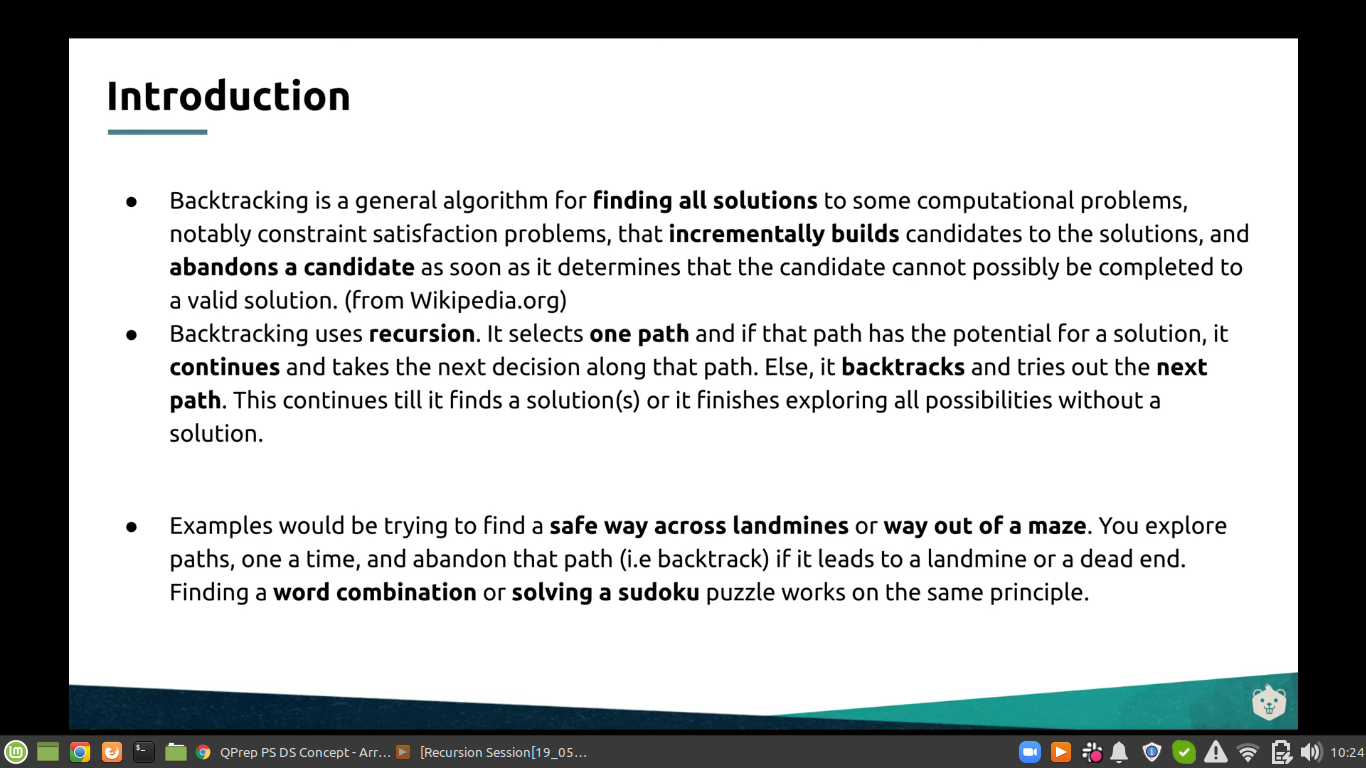 Introduction
● Backtracking is a general algorithm for finding all solutions to some computational problems,
notably constraint satisfaction problems, that incrementally builds candidates to the solutions, and
abandons a candidate as soon as it determines that the candidate cannot possibly be completed to
a valid solution. (from Wikipedia.org)
● Backtracking uses recursion. It selects one path and if that path has the potential for a solution, it
continues and takes the next decision along that path. Else, it backtracks and tries out the next
path. This continues till it finds a solution(s) or it finishes exploring all possibilities without a
solution.
● Examples would be trying to find a safe way across landmines or way out of a maze. You explore
paths, one a time, and abandon that path (i.e backtrack) if it leads to a landmine or a dead end.
Finding a word combination or solving a sudoku puzzle works on the same principle.
QPrep PS DS Concept - Arr... [Recursion Session[19_05... 10:24